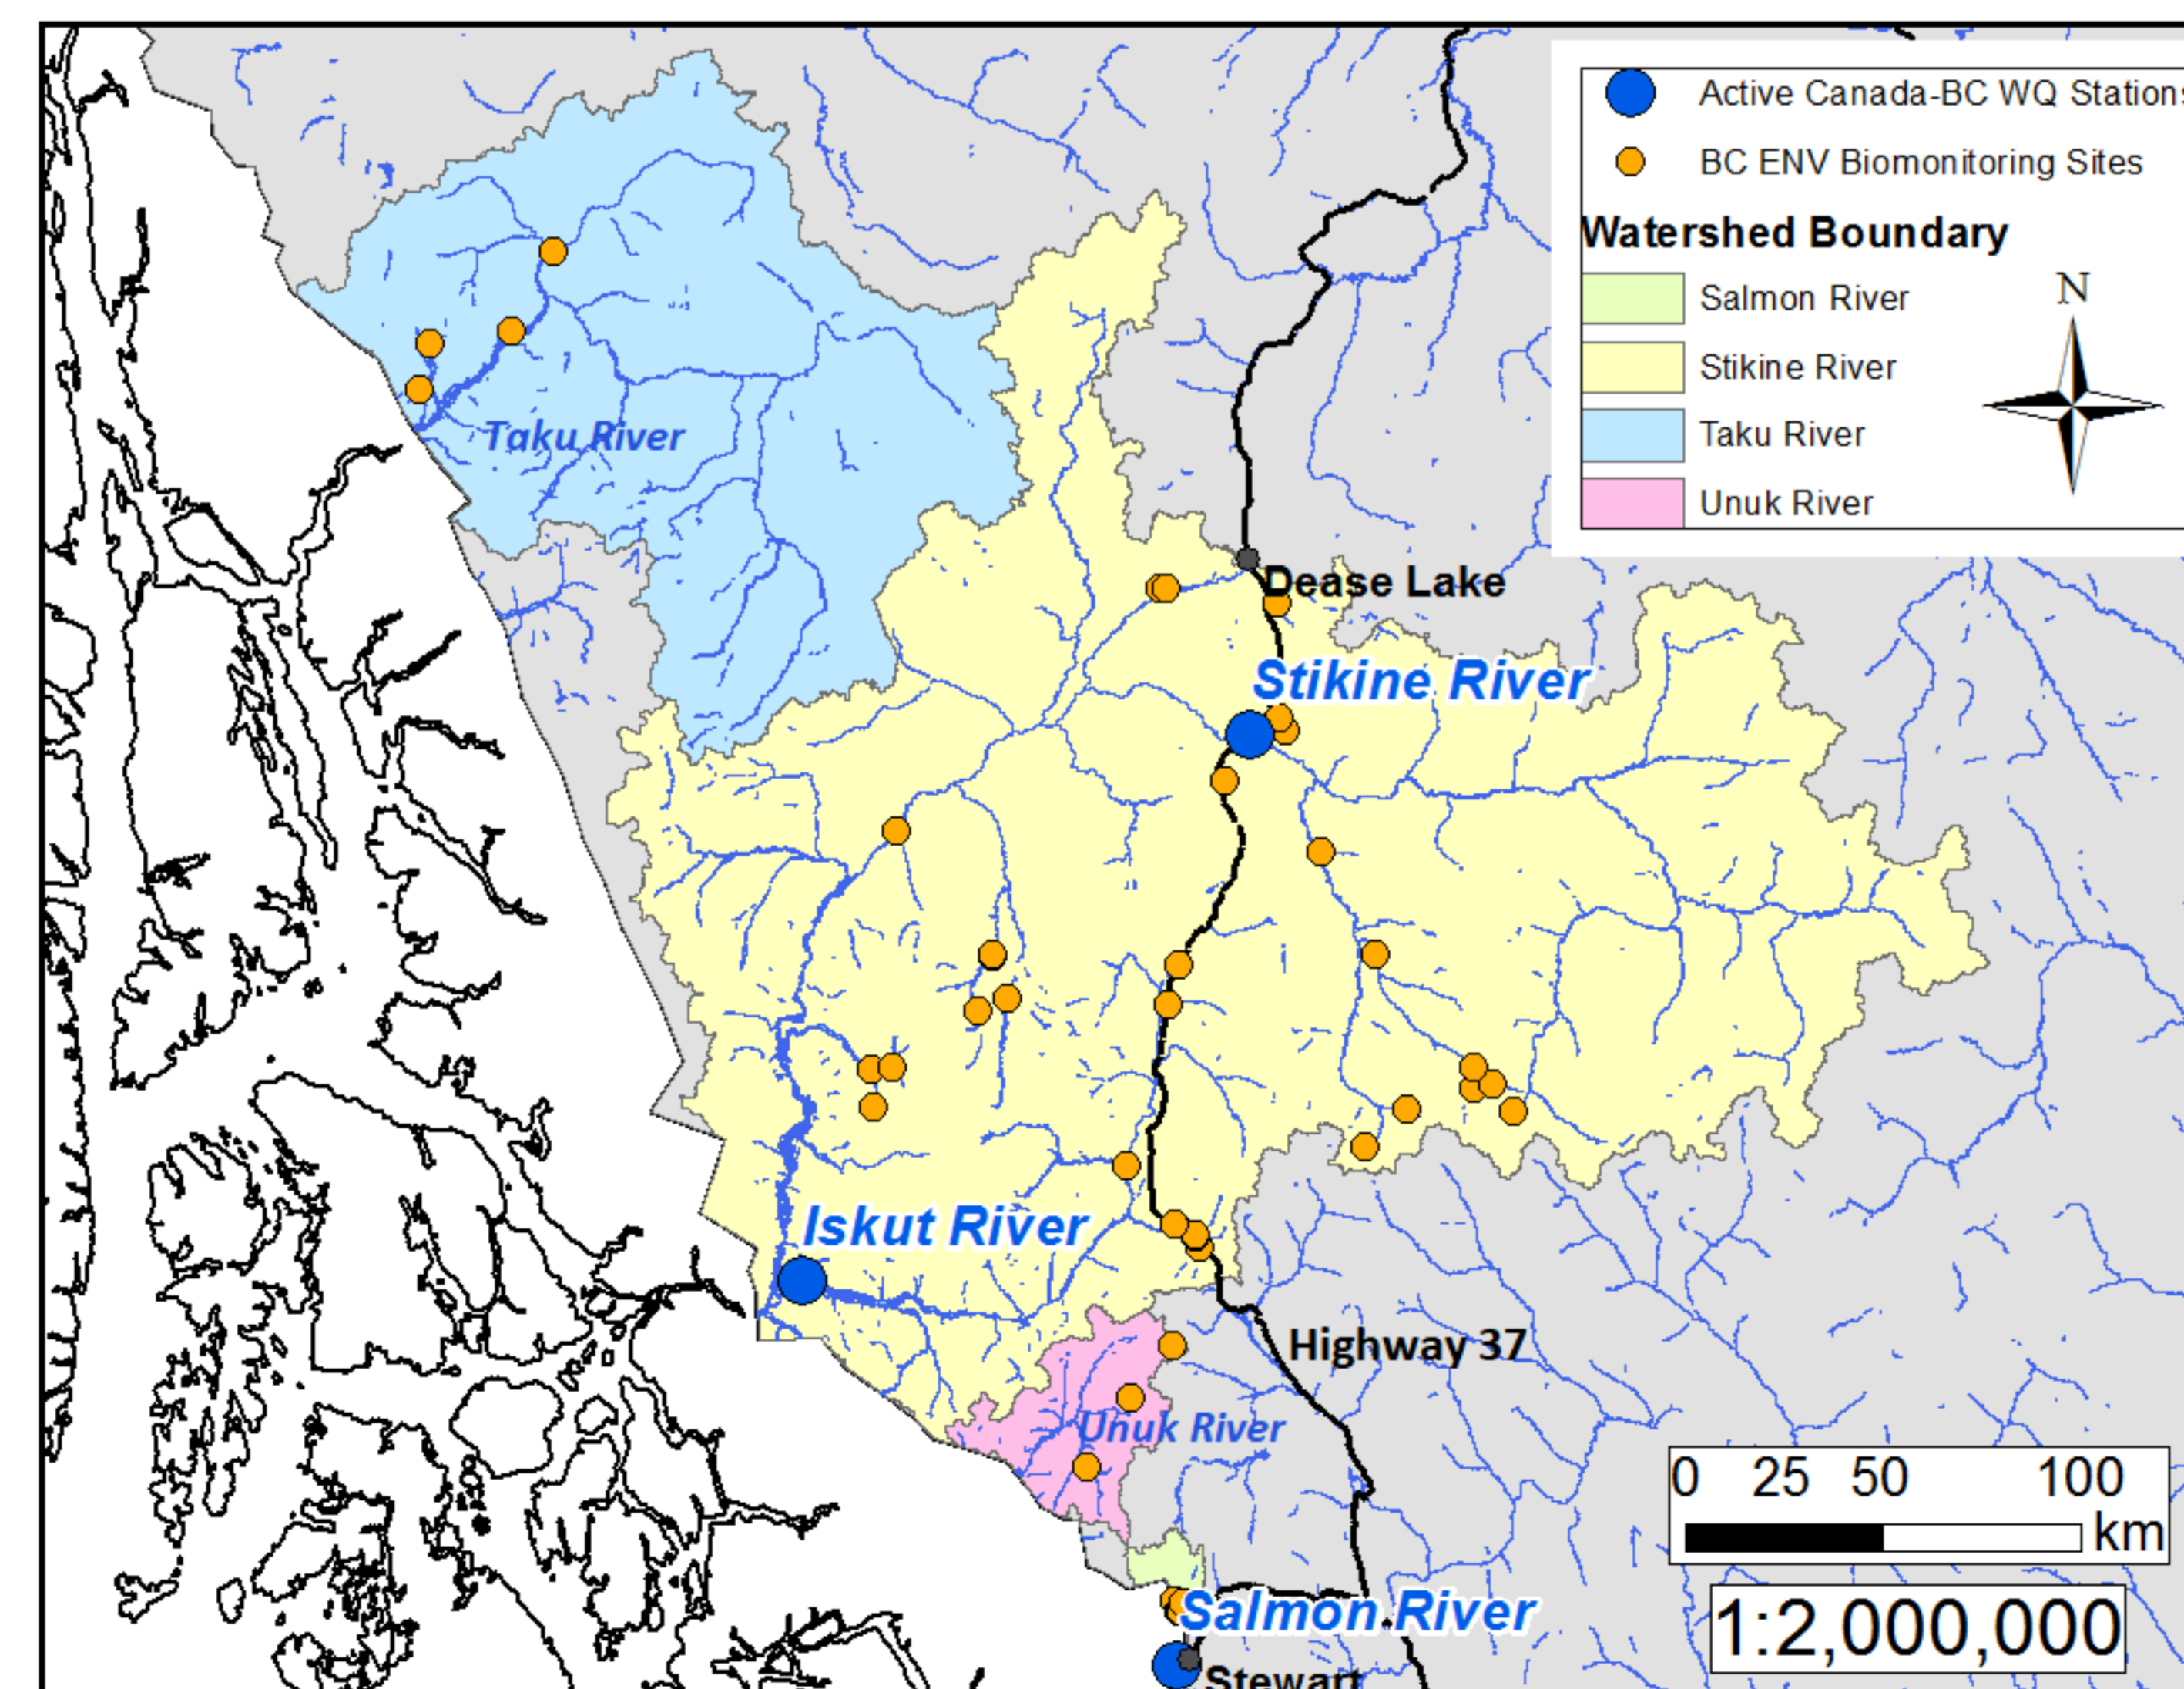 Active Canada-BC WQ Stations
BC ENV Biomonitoring Sites
Watershed Boundary
Salmon River
Stikine River
Taku River
Unuk River
N
Taku River
Dease Lake
Stikine River
Iskut River
Highway 37
Unuk River
0 25 50 100
km
Salmon River
1:2,000,000
Stewart